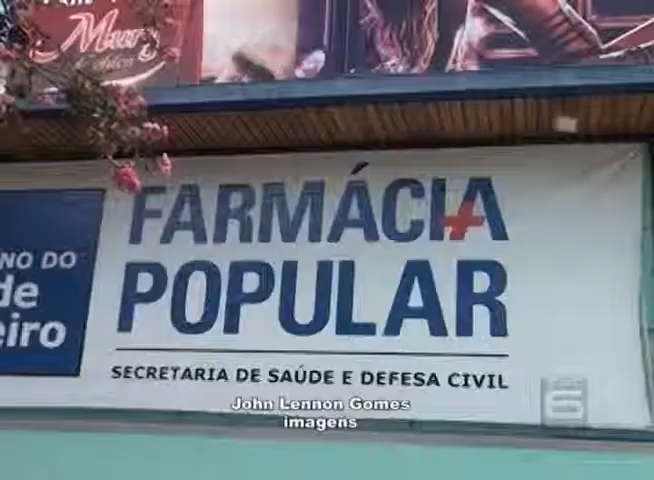 NO DO
de
eiro
FARMÁCIA
POPULAR
SECRETARIA DE SAÚDE E DEFESA CIVIL
John Lennon Gomes
imagens